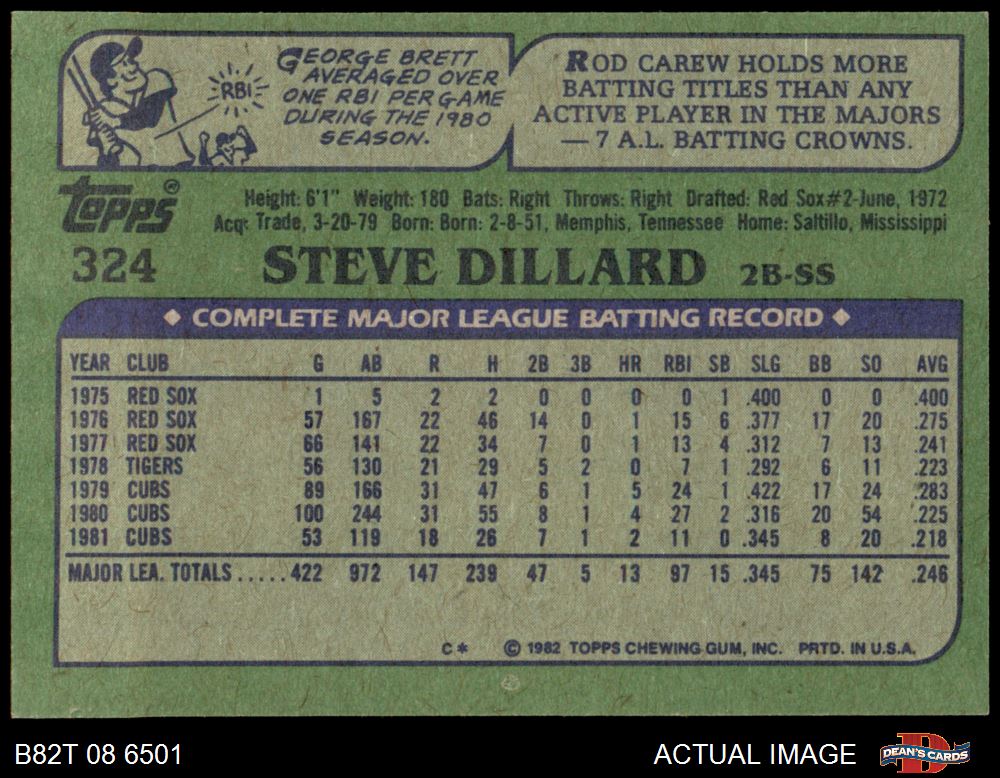 GEORGE BRETT
AVERAGED OVER
ONE RBI PER GAME
DURING THE 1980
SEASON.
RBI
ROD CAREW HOLDS MORE
BATTING TITLES THAN ANY
ACTIVE PLAYER IN THE MAJORS
— 7 A.L. BATTING CROWNS.
TOPPS®
Height: 6'1" Weight: 180 Bats: Right Throws: Right Drafted: Red Sox#2-June, 1972
Acq: Trade, 3-20-79 Born: Born: 2-8-51, Memphis, Tennessee Home: Saltillo, Mississippi
324 STEVE DILLARD 2B-SS
◆ COMPLETE MAJOR LEAGUE BATTING RECORD ◆
YEAR CLUB G AB R H 2B 3B HR RBI SB SLG BB SO AVG
1975 RED SOX 1 5 2 2 0 0 0 0 1 .400 0 0 .400
1976 RED SOX 57 167 22 46 14 0 1 15 6 .377 17 20 .275
1977 RED SOX 66 141 22 34 7 0 1 13 4 .312 7 13 .241
1978 TIGERS 56 130 21 29 5 2 0 7 1 .292 6 11 .223
1979 CUBS 89 166 31 47 6 1 5 24 1 .422 17 24 .283
1980 CUBS 100 244 31 55 8 1 4 27 2 .316 20 54 .225
1981 CUBS 53 119 18 26 7 1 2 11 0 .345 8 20 .218
MAJOR LEA. TOTALS ..... 422 972 147 239 47 5 13 97 15 .345 75 142 .246
C* © 1982 TOPPS CHEWING GUM, INC. PRTD. IN U.S.A.
B82T 08 6501 ACTUAL IMAGE DEAN'S CARDS